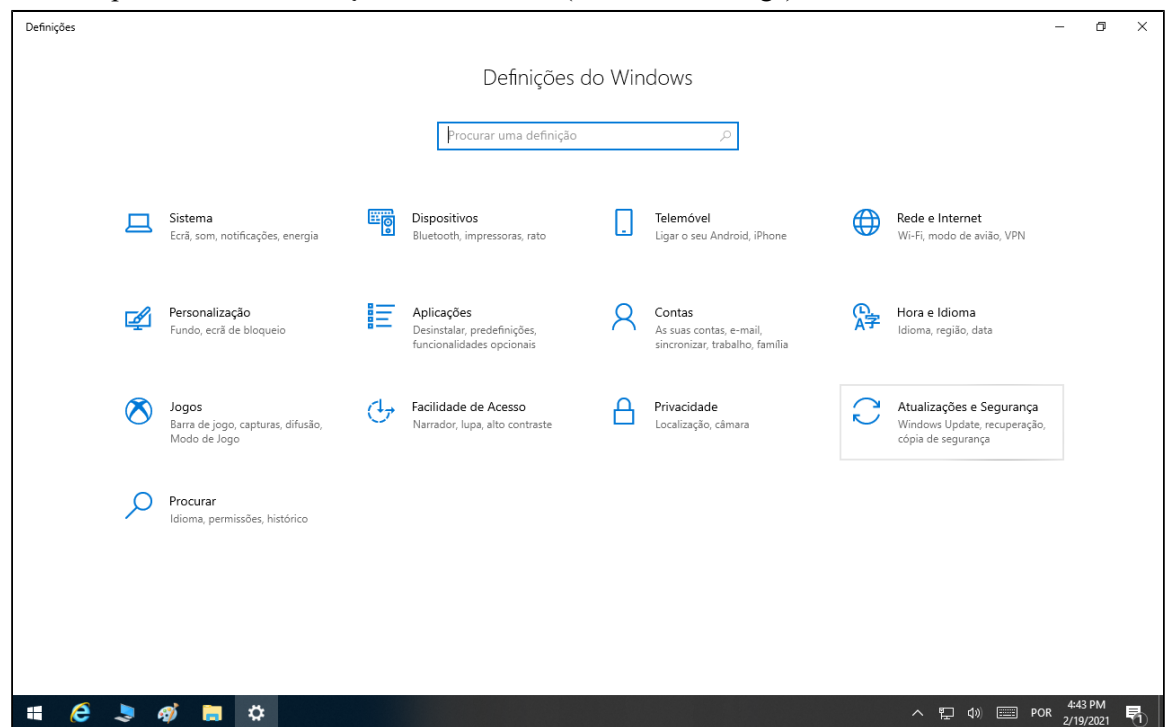 Definições
Definições do Windows
Procurar uma definição
Sistema
Ecrã, som, notificações, energia
Dispositivos
Bluetooth, impressoras, rato
Telemóvel
Ligar o seu Android, iPhone
Rede e Internet
Wi-Fi, modo de avião, VPN
Personalização
Fundo, ecrã de bloqueio
Aplicações
Desinstalar, predefinições,
funcionalidades opcionais
Contas
As suas contas, e-mail,
sincronizar, trabalho, família
Hora e Idioma
Idioma, região, data
Jogos
Barra de jogo, capturas, difusão,
Modo de Jogo
Facilidade de Acesso
Narrador, lupa, alto contraste
Privacidade
Localização, câmara
Atualizações e Segurança
Windows Update, recuperação,
cópia de segurança
Procurar
Idioma, permissões, histórico
POR
4:43 PM
2/19/2021
1